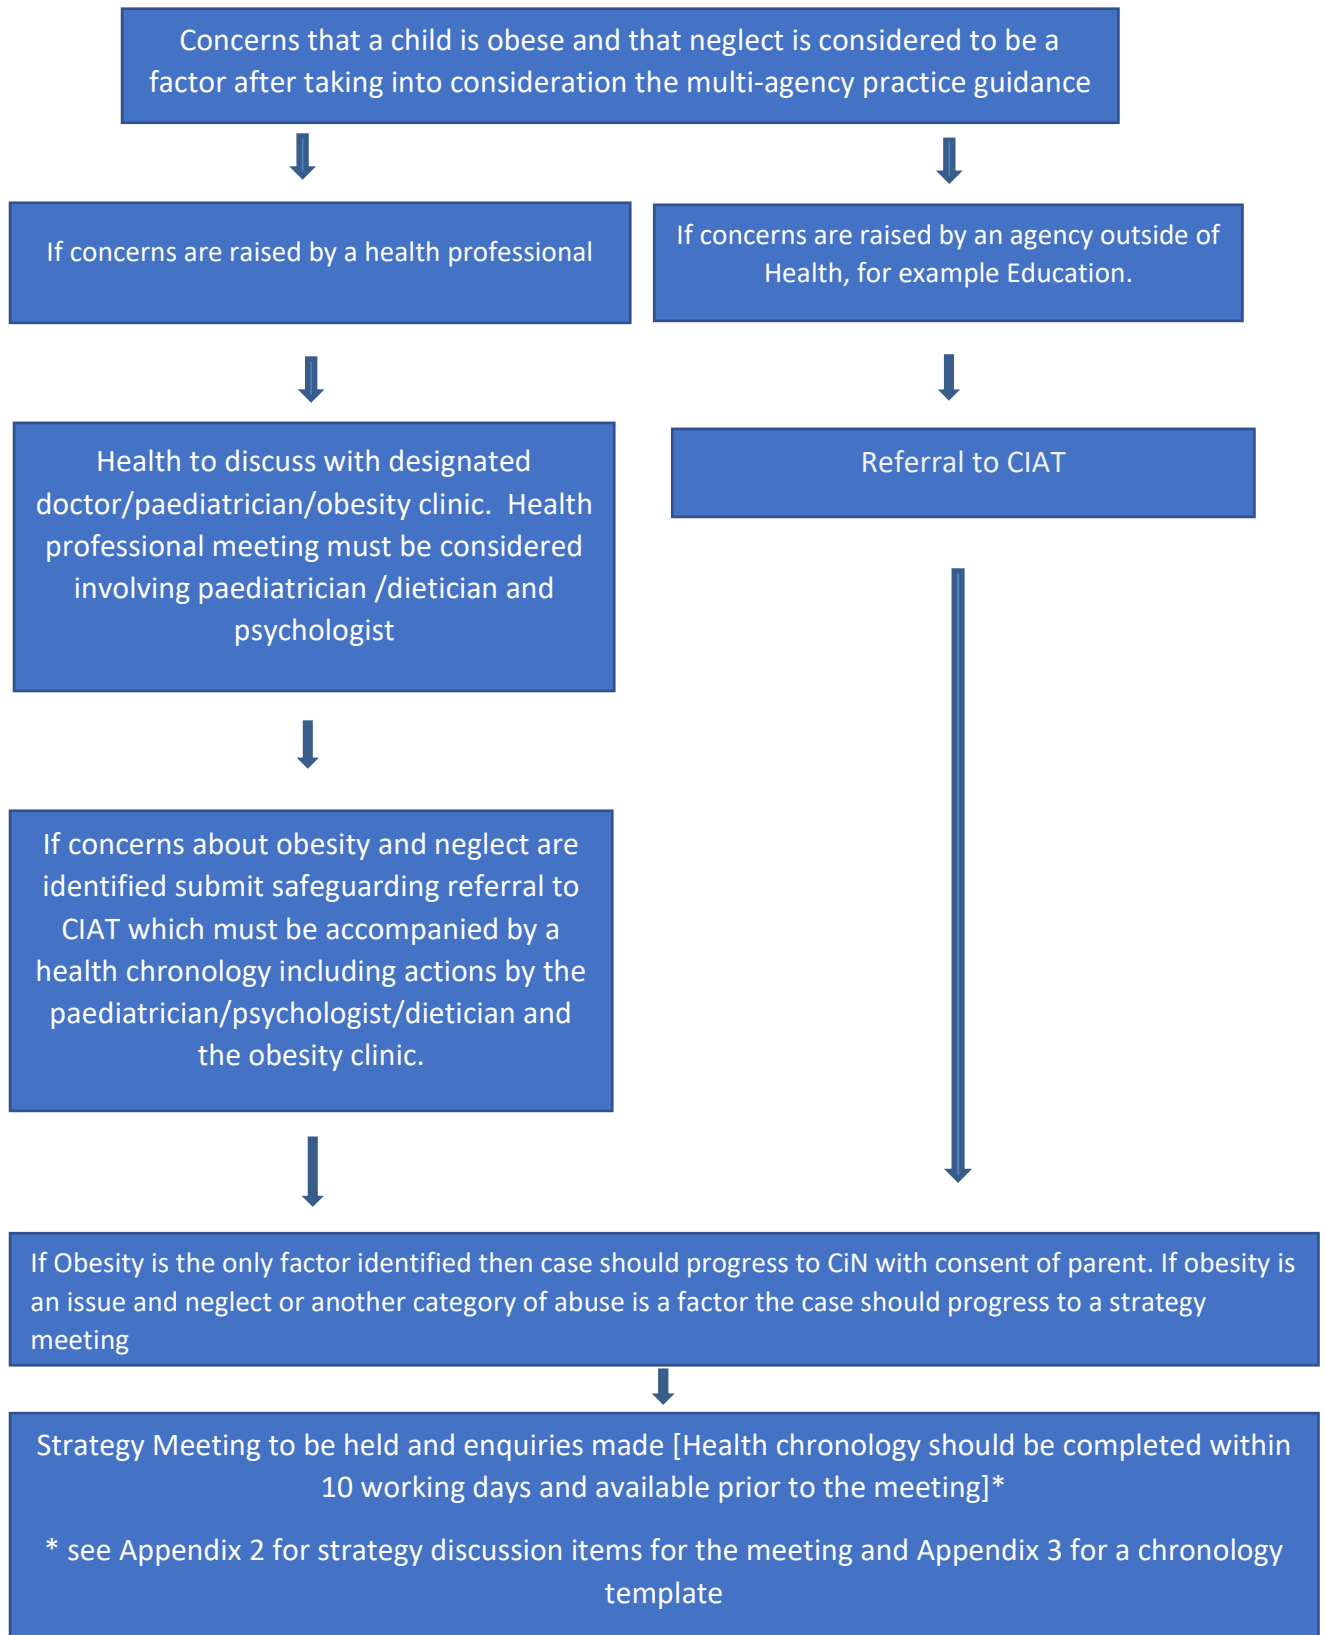 Concerns that a child is obese and that neglect is considered to be a
factor after taking into consideration the multi-agency practice guidance
If concerns are raised by a health professional
If concerns are raised by an agency outside of
Health, for example Education.
Health to discuss with designated
doctor/paediatrician/obesity clinic.  Health
professional meeting must be considered
involving paediatrician /dietician and
psychologist
Referral to CIAT
If concerns about obesity and neglect are
identified submit safeguarding referral to
CIAT which must be accompanied by a
health chronology including actions by the
paediatrician/psychologist/dietician and
the obesity clinic.
If Obesity is the only factor identified then case should progress to CiN with consent of parent. If obesity is
an issue and neglect or another category of abuse is a factor the case should progress to a strategy
meeting
Strategy Meeting to be held and enquiries made [Health chronology should be completed within
10 working days and available prior to the meeting]*
* see Appendix 2 for strategy discussion items for the meeting and Appendix 3 for a chronology
template